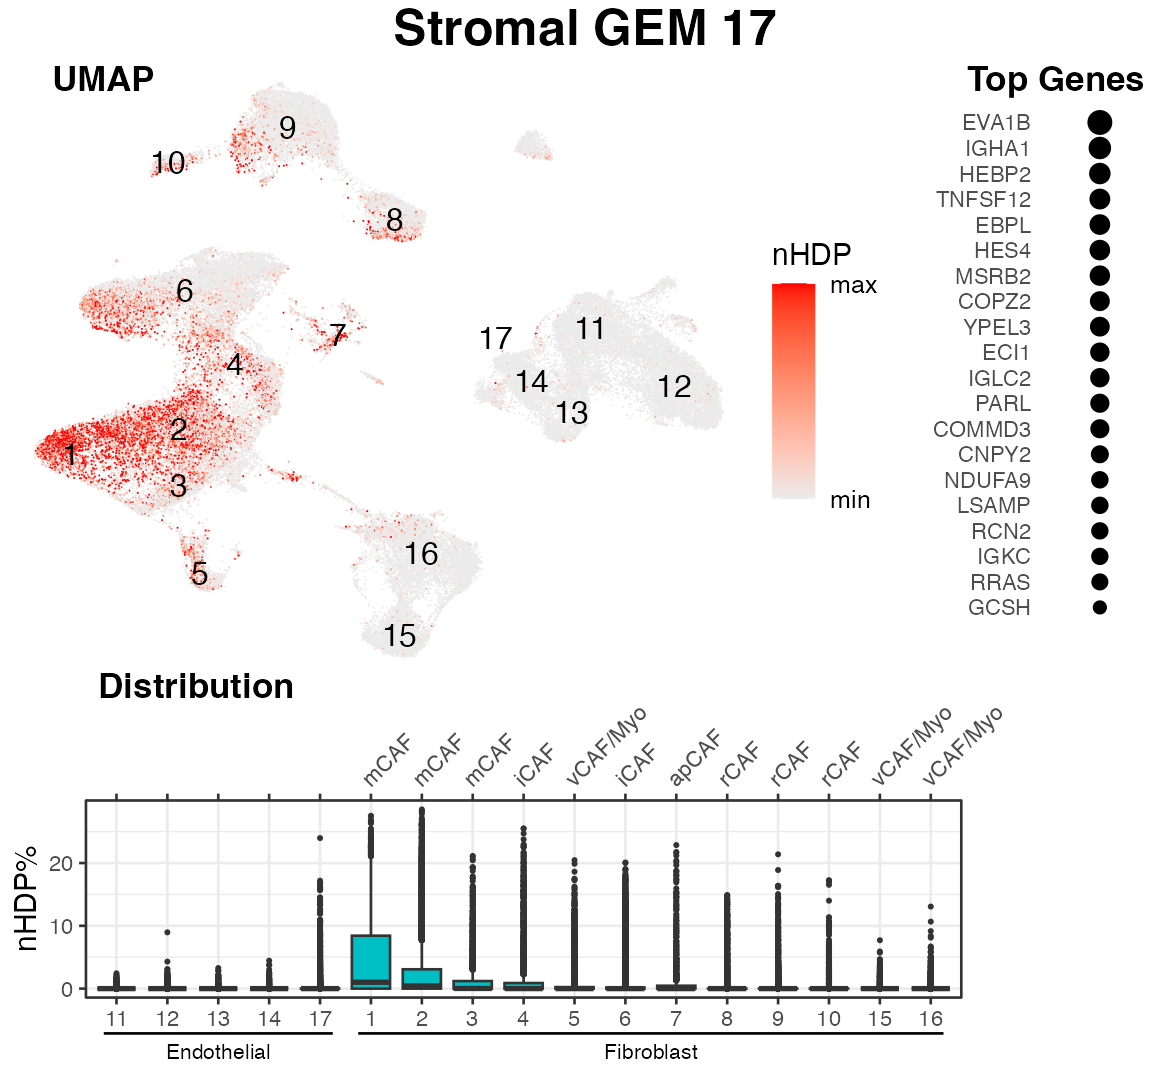 Stromal GEM 17
UMAP
1
2
3
4
5
6
7
8
9
10
11
12
13
14
15
16
17
nHDP
max
min
Top Genes
EVA1B
IGHA1
HEBP2
TNFSF12
EBPL
HES4
MSRB2
COPZ2
YPEL3
ECI1
IGLC2
PARL
COMMD3
CNPY2
NDUFA9
LSAMP
RCN2
IGKC
RRAS
GCSH
Distribution
mCAF
mCAF
mCAF
iCAF
vCAF/Myo
iCAF
apCAF
rCAF
rCAF
rCAF
vCAF/Myo
vCAF/Myo
nHDP%
20
10
0
11 12 13 14 17 1 2 3 4 5 6 7 8 9 10 15 16
Endothelial Fibroblast